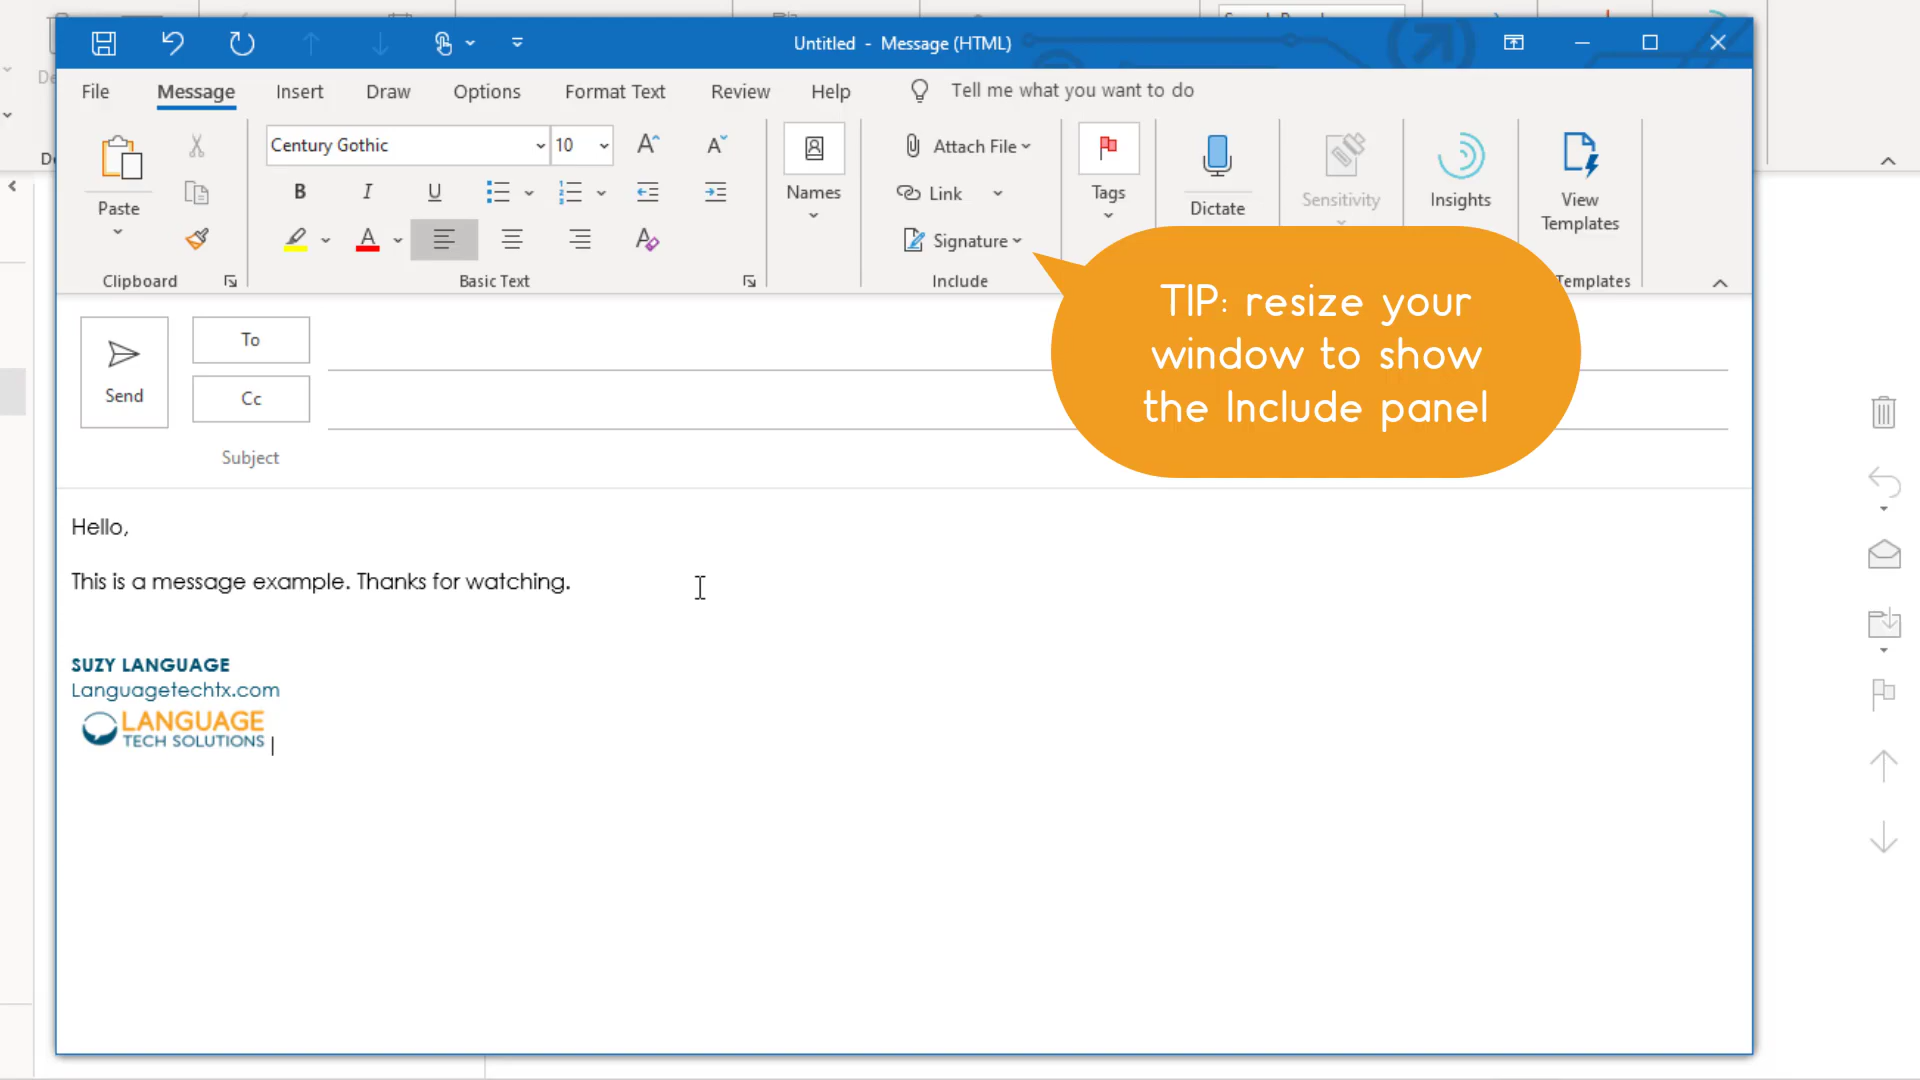 Untitled - Message (HTML)
File Message Insert Draw Options Format Text Review Help Tell me what you want to do
Paste
Clipboard
Century Gothic 10
B I U
A
Basic Text
Names
Attach File
Link
Signature
Include
Tags
Dictate
Sensitivity
Insights
View
Templates
Templates
TIP: resize your
window to show
the Include panel
Send
To
Cc
Subject
Hello,
This is a message example. Thanks for watching.
SUZY LANGUAGE
Languagetechtx.com
LANGUAGE
TECH SOLUTIONS